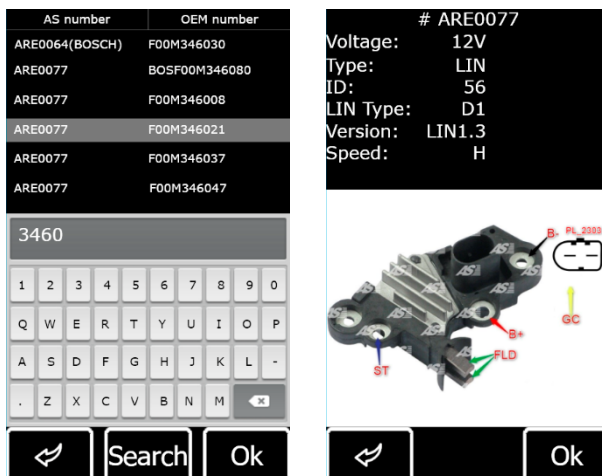 AS number OEM number
ARE0064(BOSCH) F00M346030
ARE0077 BOSF00M346080
ARE0077 F00M346008
ARE0077 F00M346021
ARE0077 F00M346037
ARE0077 F00M346047
3460
1 2 3 4 5 6 7 8 9 0
Q W E R T Y U I O P
A S D F G H J K L -
. Z X C V B N M
Search Ok
# ARE0077
Voltage: 12V
Type: LIN
ID: 56
LIN Type: D1
Version: LIN1.3
Speed: H
B- PL_2303
GC
B+
FLD
ST
Ok